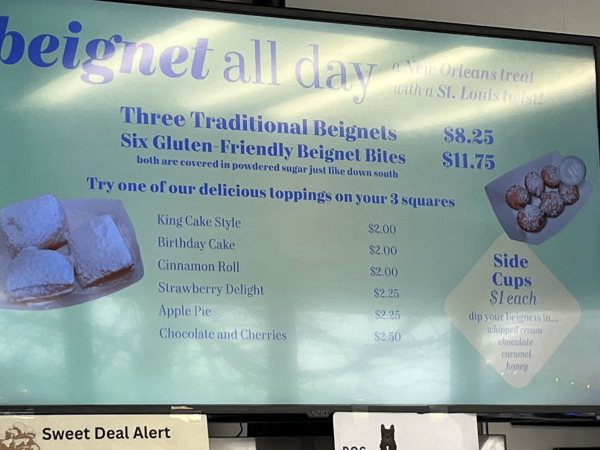 beignet all day
a New Orleans treat
with a St. Louis twist!
Three Traditional Beignets $8.25
Six Gluten-Friendly Beignet Bites $11.75
both are covered in powdered sugar just like down south
Try one of our delicious toppings on your 3 squares
King Cake Style $2.00
Birthday Cake $2.00
Cinnamon Roll $2.00
Strawberry Delight $2.25
Apple Pie $2.25
Chocolate and Cherries $2.50
Side
Cups
$1 each
dip your beignets in...
whipped cream
chocolate
caramel
honey
VIZIO
Sweet Deal Alert
DOG